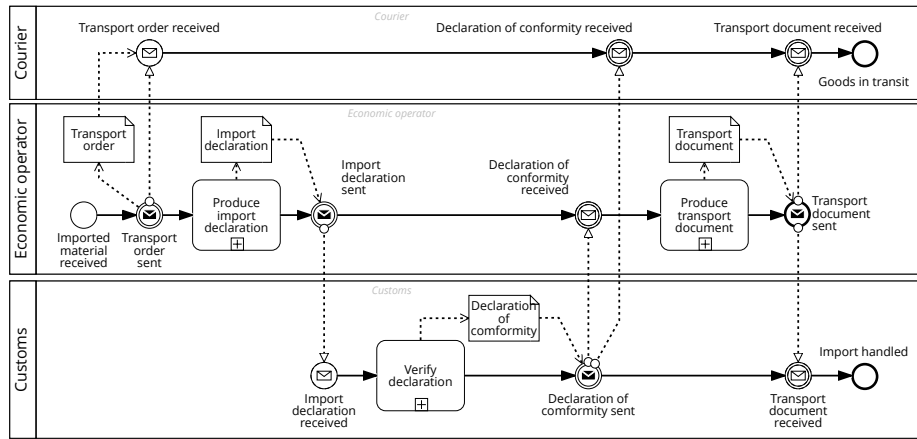 Courier
Courier
Transport order received
Declaration of conformity received
Transport document received
Goods in transit
Economic operator
Economic operator
Transport
order
Import
declaration
Import
declaration
sent
Declaration of
conformity
received
Transport
document
Produce
import
declaration
Produce
transport
document
Imported
material
received
Transport
order
sent
Transport
document
sent
Customs
Customs
Declaration
of
comformity
Verify
declaration
Import
declaration
received
Declaration of
comformity sent
Import handled
Transport
document
received